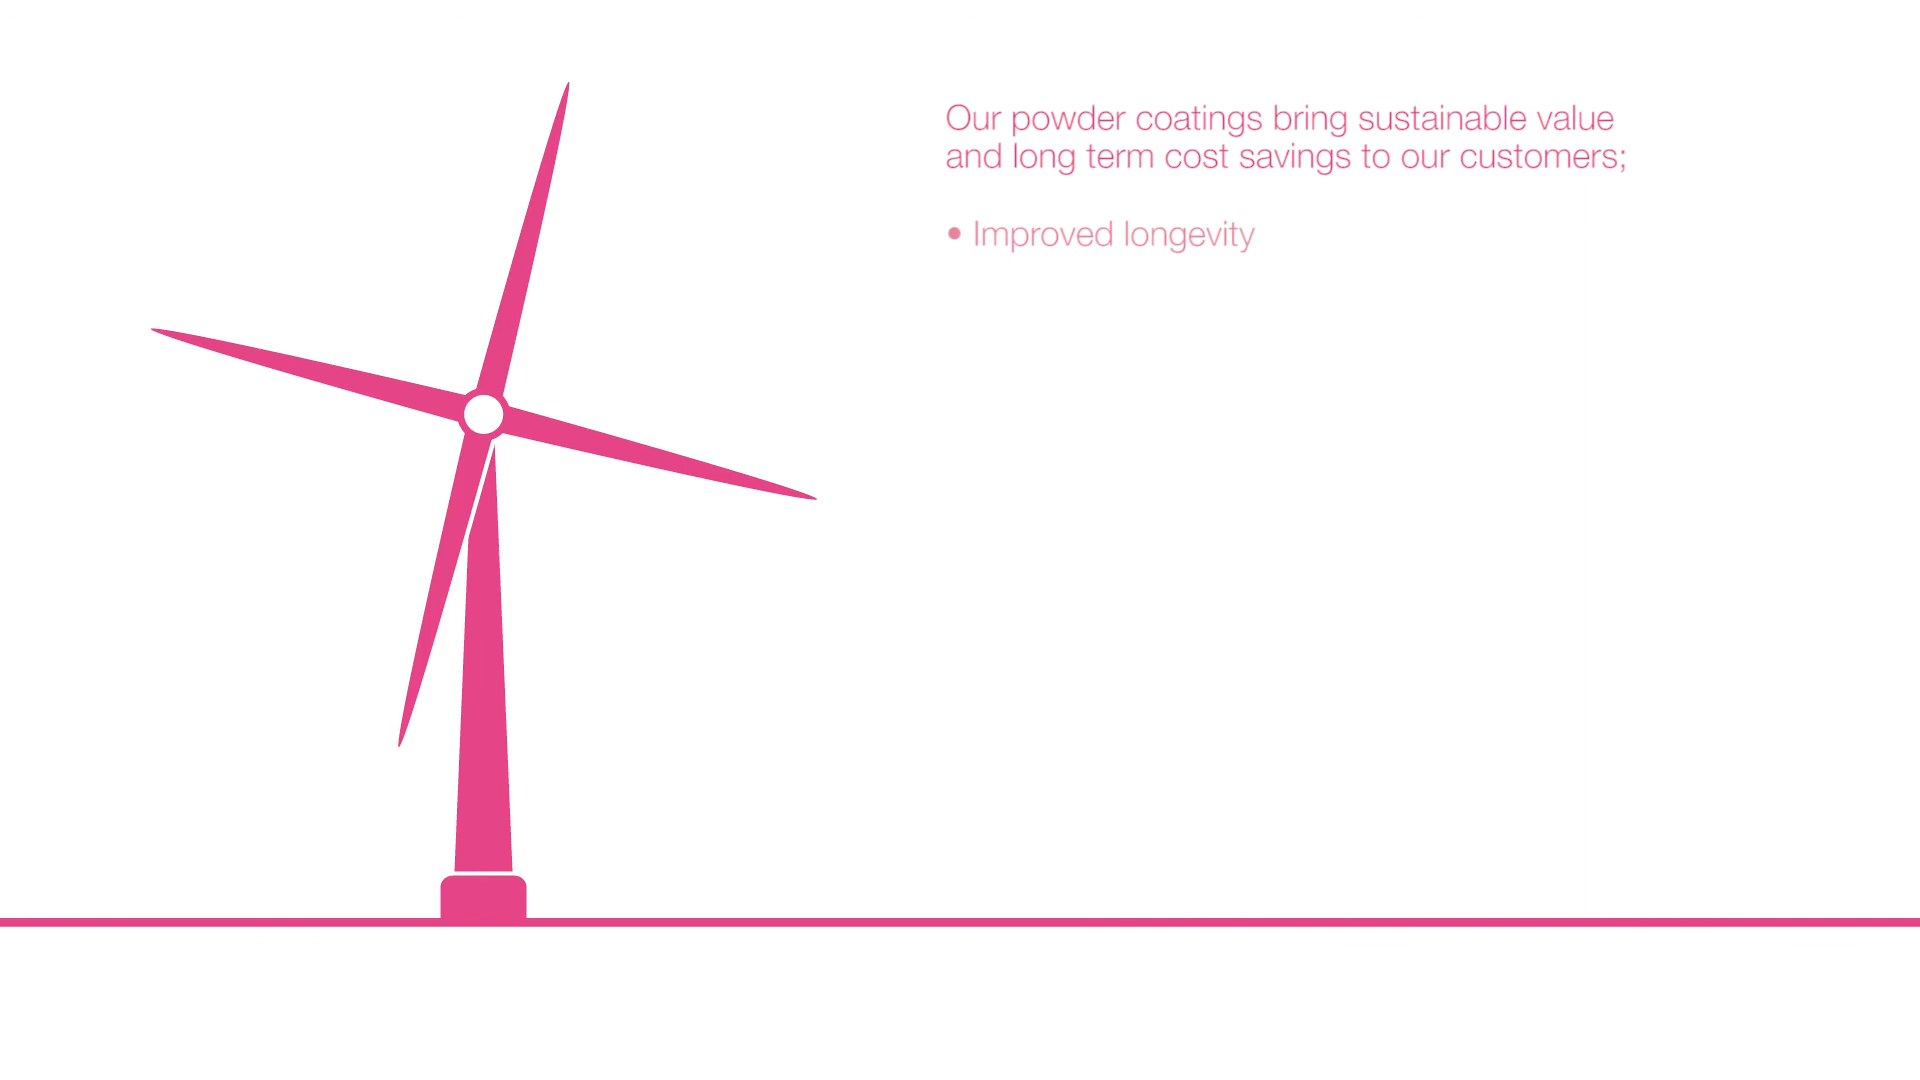 Our powder coatings bring sustainable value
and long term cost savings to our customers;
• Improved longevity